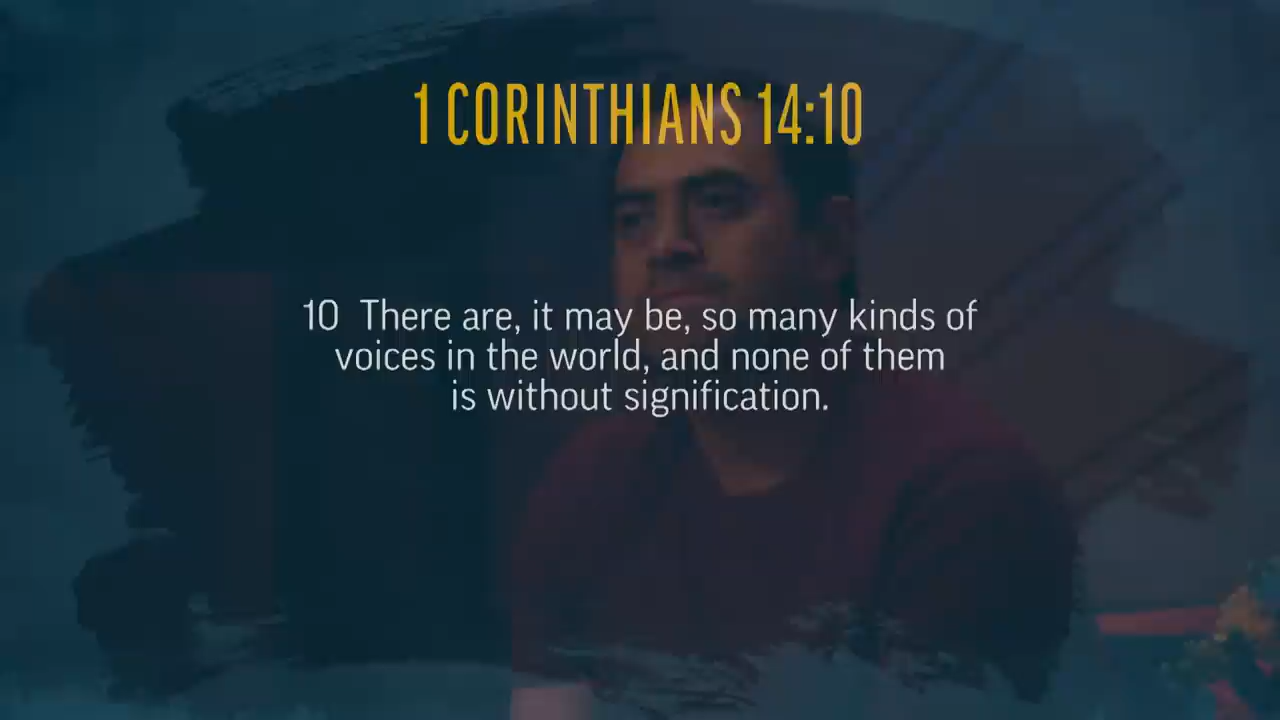 1 CORINTHIANS 14:10
10 There are, it may be, so many kinds of
voices in the world, and none of them
is without signification.